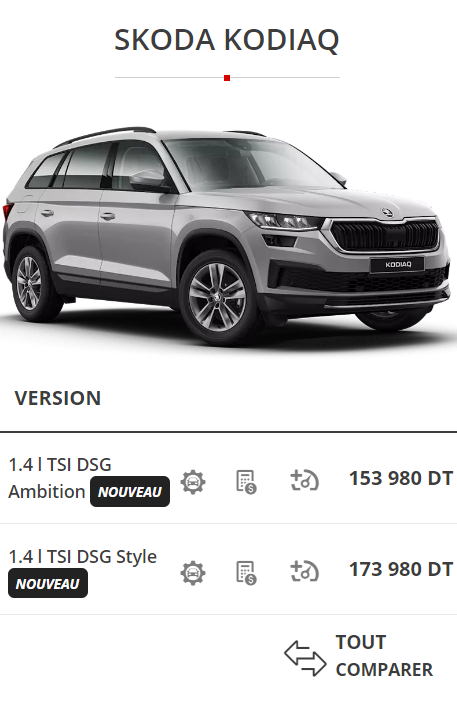 SKODA KODIAQ
KODIAQ
VERSION
1.4 l TSI DSG
Ambition NOUVEAU
153 980 DT
1.4 l TSI DSG Style
NOUVEAU
173 980 DT
TOUT
COMPARER